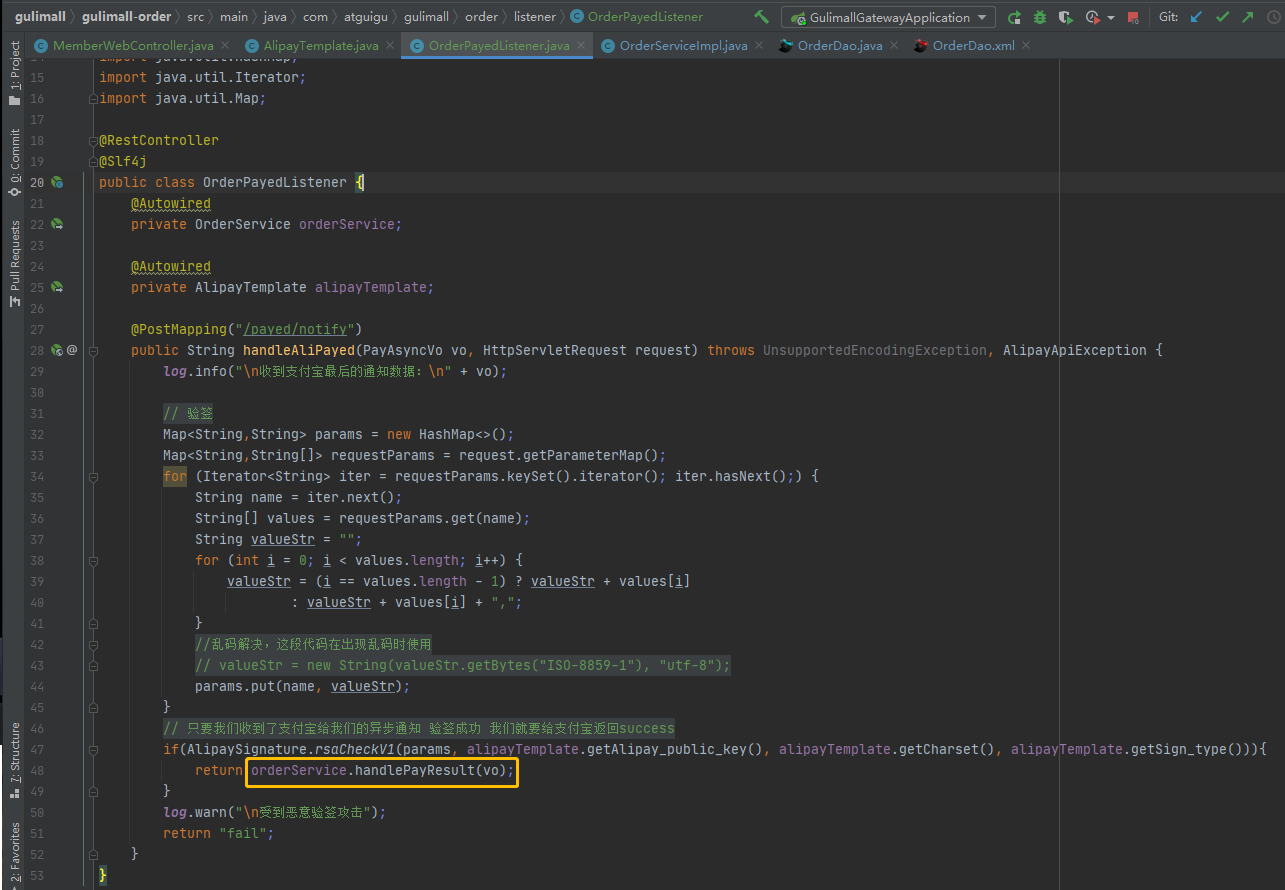 gulimall gulimall-order src main java com atguigu gulimall order listener OrderPayedListener GulimallGatewayApplication Git:
MemberWebController.java AlipayTemplate.java OrderPayedListener.java OrderServiceImpl.java OrderDao.java OrderDao.xml
1: Project
0: Commit
Pull Requests
7: Structure
2: Favorites
15 import java.util.Iterator;
16 import java.util.Map;
17
18 @RestController
19 @Slf4j
20 public class OrderPayedListener {
21 @Autowired
22 private OrderService orderService;
23
24 @Autowired
25 private AlipayTemplate alipayTemplate;
26
27 @PostMapping("/payed/notify")
28 @ public String handleAliPayed(PayAsyncVo vo, HttpServletRequest request) throws UnsupportedEncodingException, AlipayApiException {
29 log.info("\n收到支付宝最后的通知数据：\n" + vo);
30
31 // 验签
32 Map<String,String> params = new HashMap<>();
33 Map<String,String[]> requestParams = request.getParameterMap();
34 for (Iterator<String> iter = requestParams.keySet().iterator(); iter.hasNext();) {
35 String name = iter.next();
36 String[] values = requestParams.get(name);
37 String valueStr = "";
38 for (int i = 0; i < values.length; i++) {
39 valueStr = (i == values.length - 1) ? valueStr + values[i]
40 : valueStr + values[i] + ",";
41 }
42 //乱码解决，这段代码在出现乱码时使用
43 // valueStr = new String(valueStr.getBytes("ISO-8859-1"), "utf-8");
44 params.put(name, valueStr);
45 }
46 // 只要我们收到了支付宝给我们的异步通知 验签成功 我们就要给支付宝返回success
47 if(AlipaySignature.rsaCheckV1(params, alipayTemplate.getAlipay_public_key(), alipayTemplate.getCharset(), alipayTemplate.getSign_type())){
48 return orderService.handlePayResult(vo);
49 }
50 log.warn("\n受到恶意验签攻击");
51 return "fail";
52 }
53 }